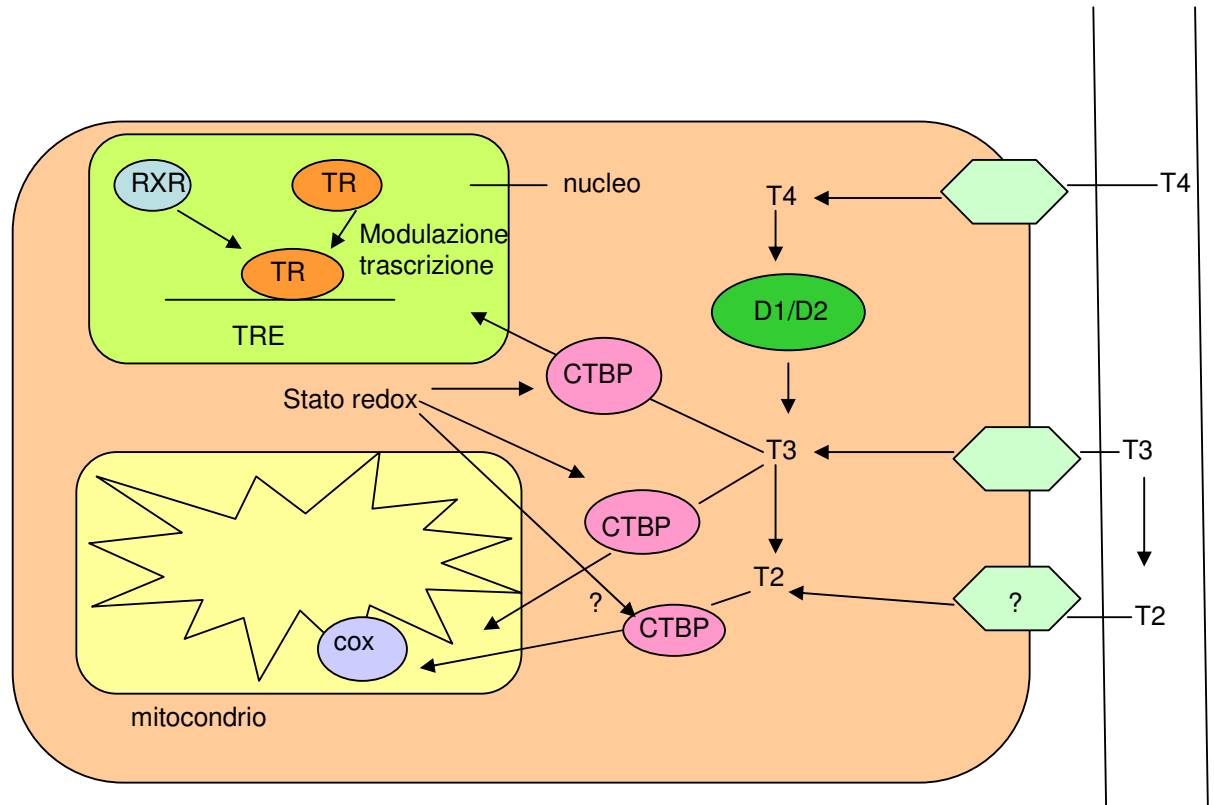 RXR
TR
nucleo
T4
T4
Modulazione
trascrizione
TR
TRE
D1/D2
CTBP
Stato redox
T3
T3
CTBP
T2
?
?
T2
CTBP
cox
mitocondrio